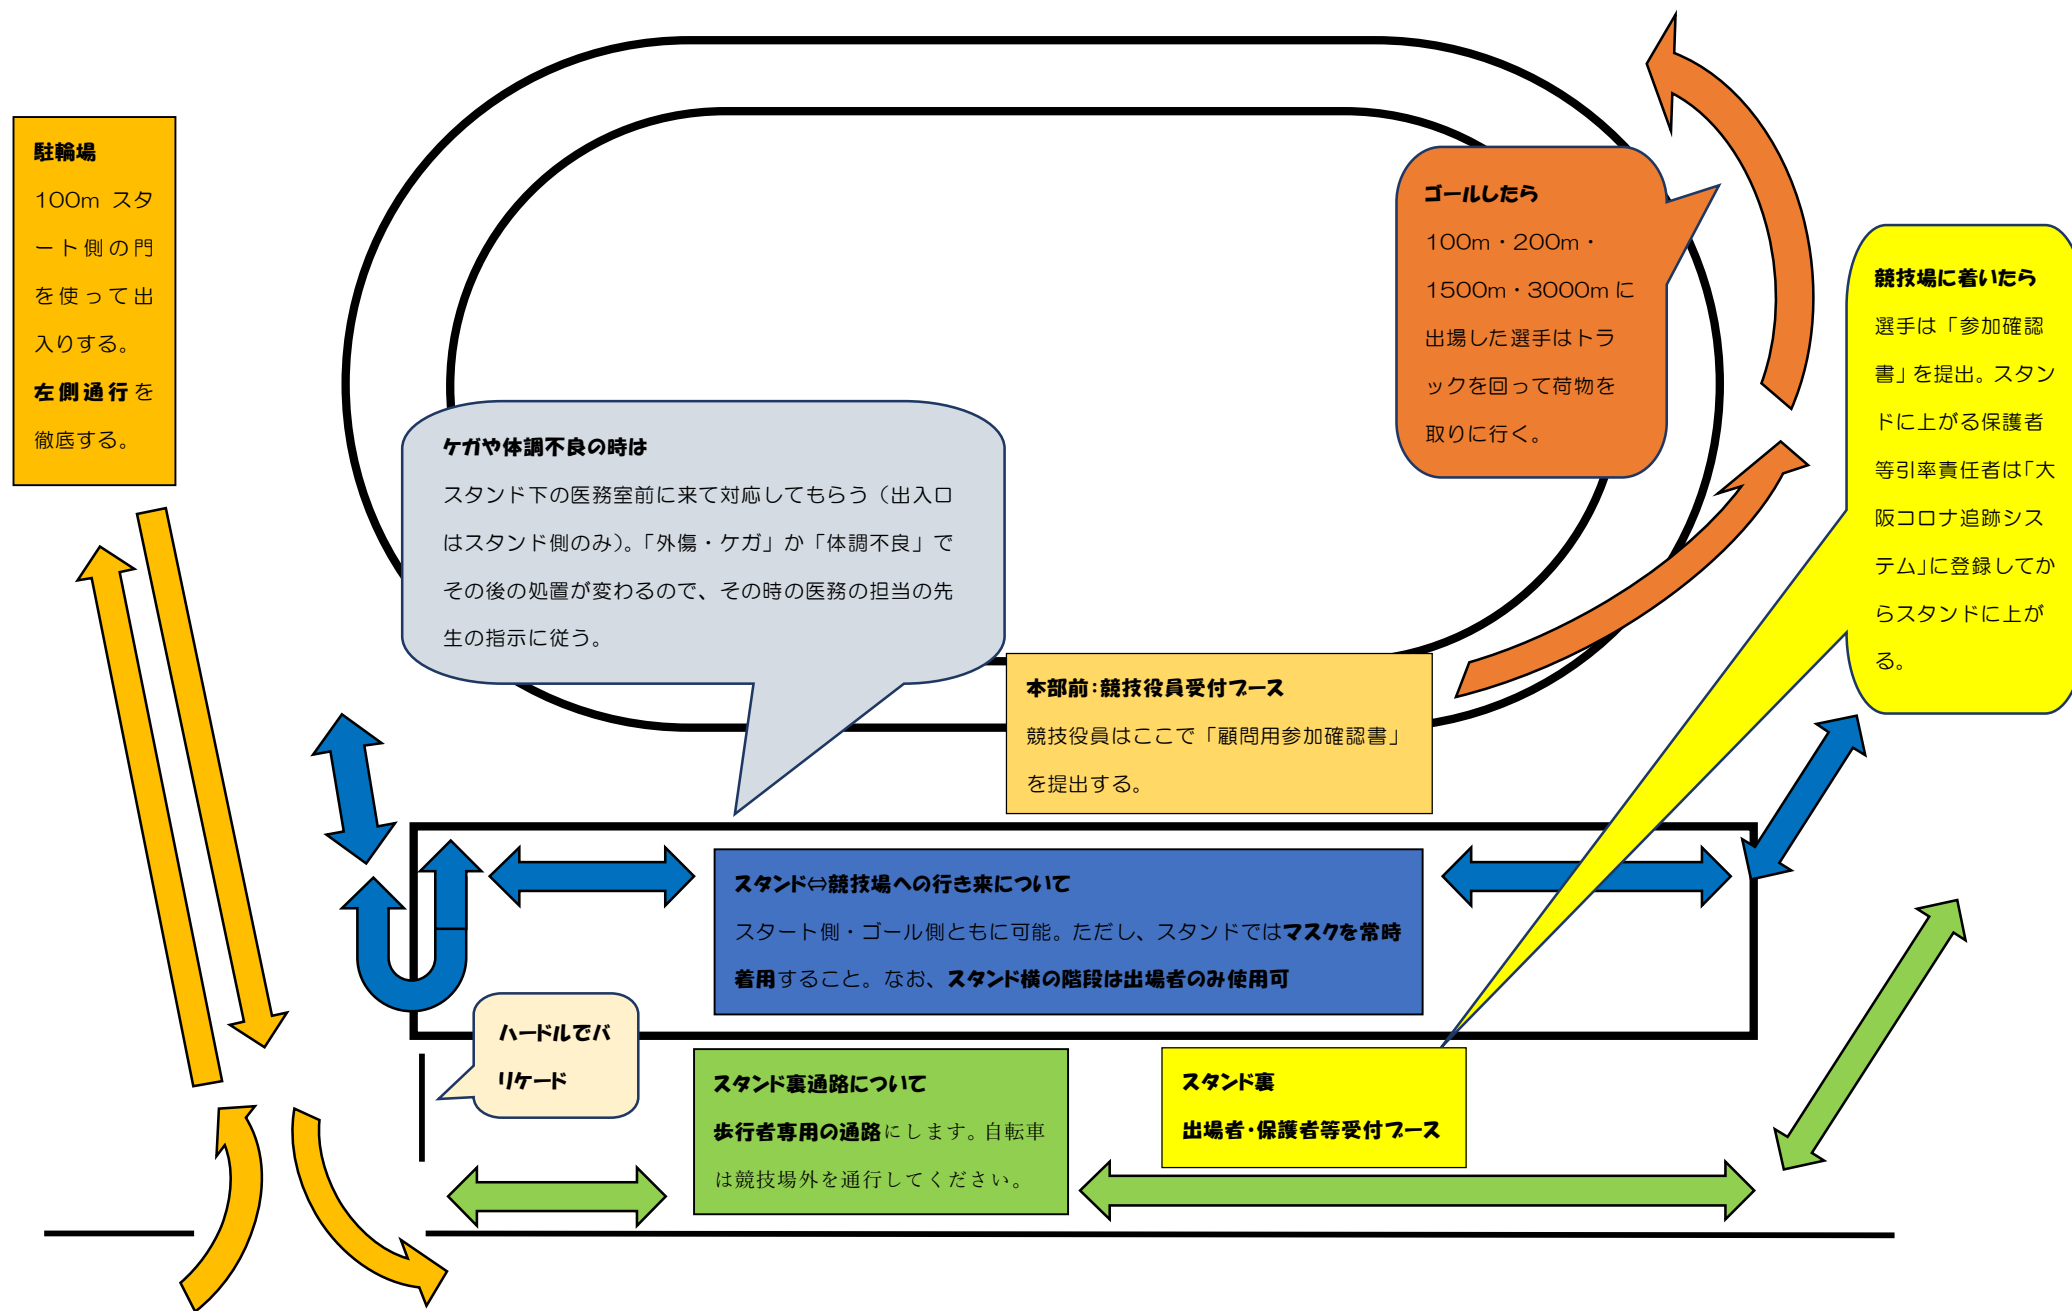 駐輪場
100m スタ
ート側の門
を使って出
入りする。
左側通行を
徹底する。
ゴールしたら
100m・200m・
1500m・3000mに
出場した選手はトラ
ックを回って荷物を
取りに行く。
競技場に着いたら
選手は「参加確認
書」を提出。スタン
ドに上がる保護者
等引率責任者は「大
阪コロナ追跡シス
テム」に登録してか
らスタンドに上が
る。
ケガや体調不良の時は
スタンド下の医務室前に来て対応してもらう（出入口
はスタンド側のみ）。「外傷・ケガ」か「体調不良」で
その後の処置が変わるので、その時の医務の担当の先
生の指示に従う。
本部前：競技役員受付ブース
競技役員はここで「顧問用参加確認書」
を提出する。
スタンド⇔競技場への行き来について
スタート側・ゴール側ともに可能。ただし、スタンドではマスクを常時
着用すること。なお、スタンド横の階段は出場者のみ使用可
ハードルでバ
リケード
スタンド裏通路について
歩行者専用の通路にします。自転車
は競技場外を通行してください。
スタンド裏
出場者・保護者等受付ブース